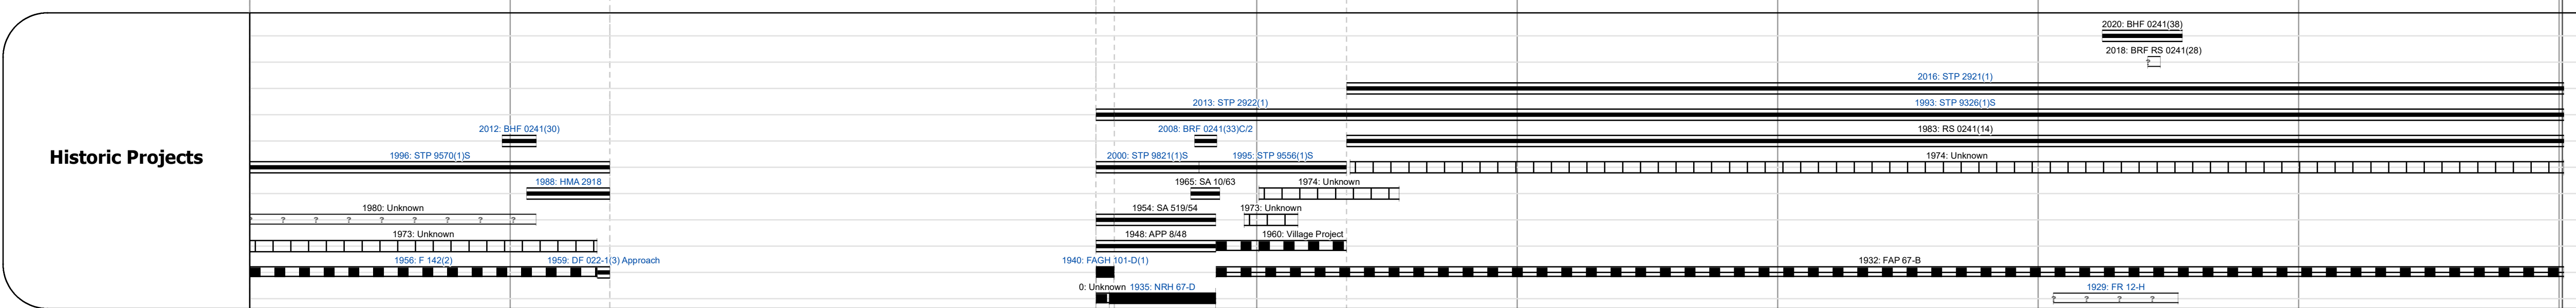 2020: BHF 0241(38)
2018: BRF RS 0241(28)
?
2016: STP 2921(1)
2013: STP 2922(1) 1993: STP 9326(1)S
2012: BHF 0241(30) 2008: BRF 0241(33)C/2 1983: RS 0241(14)
Historic Projects
1996: STP 9570(1)S 2000: STP 9821(1)S 1995: STP 9556(1)S 1974: Unknown
1988: HMA 2918 1965: SA 10/63 1974: Unknown
1980: Unknown 1954: SA 519/54 1973: Unknown
? ? ? ? ? ? ? ? ?
1973: Unknown 1948: APP 8/48 1960: Village Project
1956: F 142(2) 1959: DF 022-1(3) Approach 1940: FAGH 101-D(1) 1932: FAP 67-B
0: Unknown 1935: NRH 67-D 1929: FR 12-H
? ? ? ?